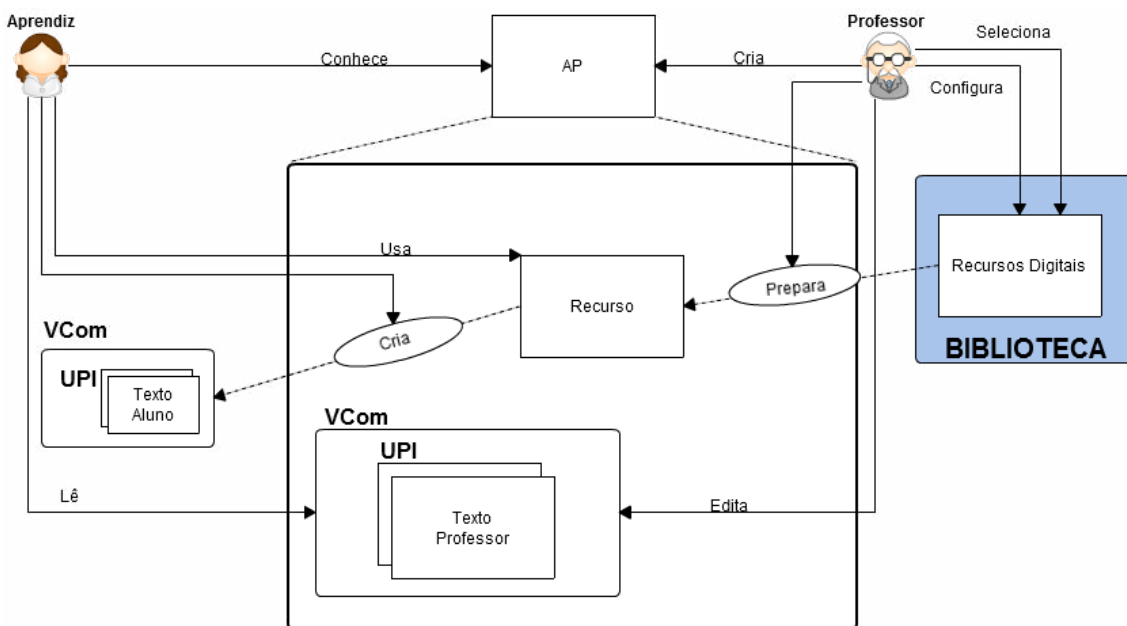 Aprendiz
Professor
Seleciona
Conhece
AP
Cria
Configura
Usa
Recurso
Prepara
Recursos Digitais
Cria
BIBLIOTECA
VCom
UPI
Texto
Aluno
VCom
UPI
Lê
Texto
Professor
Edita